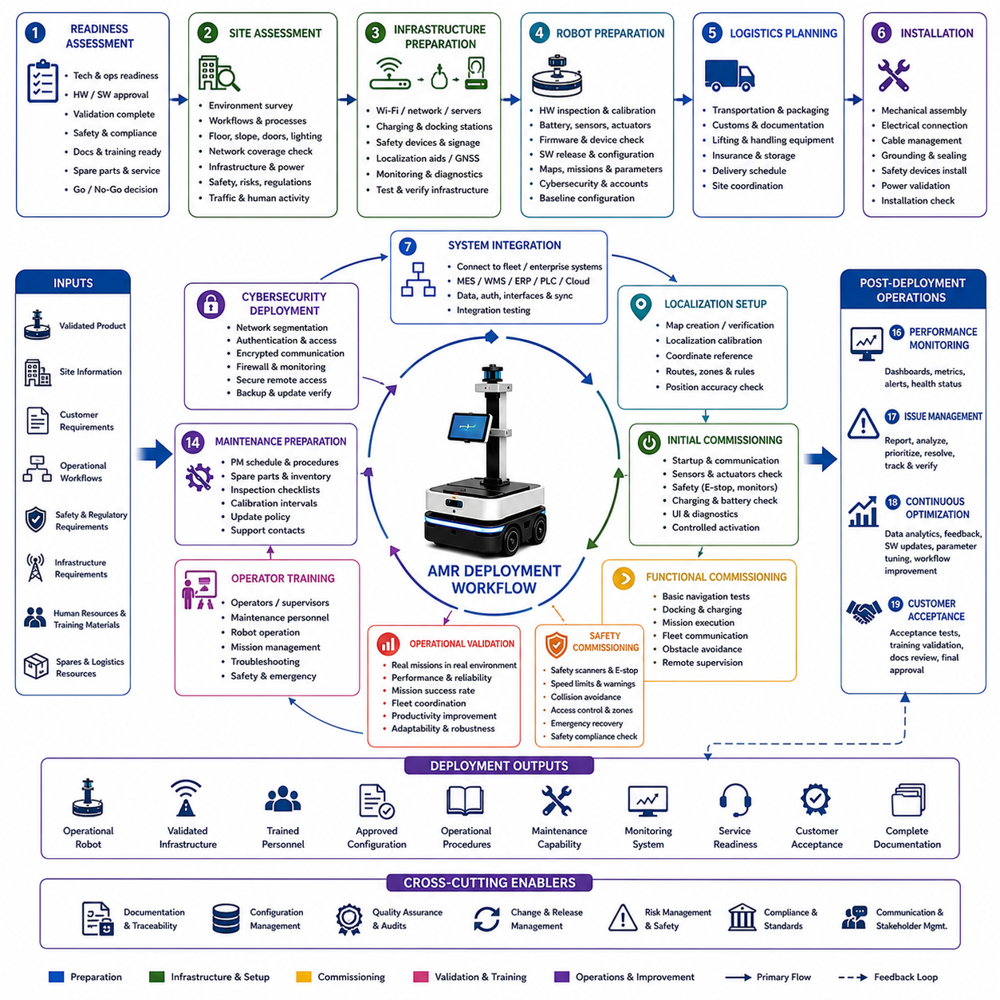 1
READINESS
ASSESSMENT
• Tech & ops readiness
• HW / SW approval
• Validation complete
• Safety & compliance
• Docs & training ready
• Spare parts & service
• Go / No-Go decision
2
SITE ASSESSMENT
• Environment survey
• Workflows & processes
• Floor, slope, doors, lighting
• Network coverage check
• Infrastructure & power
• Safety, risks, regulations
• Traffic & human activity
3
INFRASTRUCTURE
PREPARATION
• Wi-Fi / network / servers
• Charging & docking stations
• Safety devices & signage
• Localization aids / GNSS
• Monitoring & diagnostics
• Test & verify infrastructure
4
ROBOT PREPARATION
• HW inspection & calibration
• Battery, sensors, actuators
• Firmware & device check
• SW release & configuration
• Maps, missions & parameters
• Cybersecurity & accounts
• Baseline configuration
5
LOGISTICS PLANNING
• Transportation & packaging
• Customs & documentation
• Lifting & handling equipment
• Insurance & storage
• Delivery schedule
• Site coordination
6
INSTALLATION
• Mechanical assembly
• Electrical connection
• Cable management
• Grounding & sealing
• Safety devices install
• Power validation
• Installation check
INPUTS
Validated Product
Site Information
Customer
Requirements
Operational
Workflows
Safety & Regulatory
Requirements
Infrastructure
Requirements
Human Resources &
Training Materials
Spares & Logistics
Resources
7
SYSTEM INTEGRATION
• Connect to fleet / enterprise systems
• MES / WMS / ERP / PLC / Cloud
• Data, auth, interfaces & sync
• Integration testing
CYBERSECURITY
DEPLOYMENT
• Network segmentation
• Authentication & access
• Encrypted communication
• Firewall & monitoring
• Secure remote access
• Backup & update verify
LOCALIZATION SETUP
• Map creation / verification
• Localization calibration
• Coordinate reference
• Routes, zones & rules
• Position accuracy check
14
MAINTENANCE PREPARATION
• PM schedule & procedures
• Spare parts & inventory
• Inspection checklists
• Calibration intervals
• Update policy
• Support contacts
INITIAL COMMISSIONING
• Startup & communication
• Sensors & actuators check
• Safety (E-stop, monitors)
• Charging & battery check
• UI & diagnostics
• Controlled activation
AMR DEPLOYMENT
WORKFLOW
OPERATOR TRAINING
• Operators / supervisors
• Maintenance personnel
• Robot operation
• Mission management
• Troubleshooting
• Safety & emergency
OPERATIONAL VALIDATION
• Real missions in real environment
• Performance & reliability
• Mission success rate
• Fleet coordination
• Productivity improvement
• Adaptability & robustness
SAFETY
COMMISSIONING
• Safety scanners & E-stop
• Speed limits & warnings
• Collision avoidance
• Access control & zones
• Emergency recovery
• Safety compliance check
FUNCTIONAL COMMISSIONING
• Basic navigation tests
• Docking & charging
• Mission execution
• Fleet communication
• Obstacle avoidance
• Remote supervision
POST-DEPLOYMENT
OPERATIONS
16
PERFORMANCE
MONITORING
Dashboards, metrics,
alerts, health status
17
ISSUE MANAGEMENT
Report, analyze,
prioritize, resolve,
track & verify
18
CONTINUOUS
OPTIMIZATION
Data analytics, feedback,
SW updates, parameter
tuning, workflow
improvement
19
CUSTOMER
ACCEPTANCE
Acceptance tests,
training validation,
docs review, final
approval
DEPLOYMENT OUTPUTS
Operational
Robot
Validated
Infrastructure
Trained
Personnel
Approved
Configuration
Operational
Procedures
Maintenance
Capability
Monitoring
System
Service
Readiness
Customer
Acceptance
Complete
Documentation
CROSS-CUTTING ENABLERS
Documentation
& Traceability
Configuration
Management
Quality Assurance
& Audits
Change & Release
Management
Risk Management
& Safety
Compliance &
Standards
Communication &
Stakeholder Mgmt.
Preparation
Infrastructure & Setup
Commissioning
Validation & Training
Operations & Improvement
Primary Flow
Feedback Loop